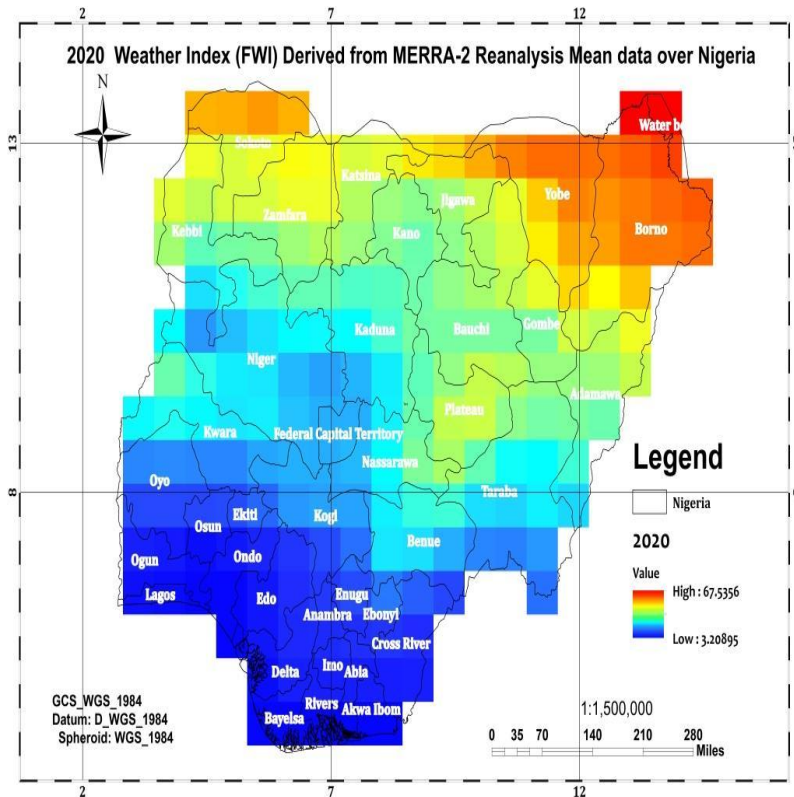 2 7 12
2020 Weather Index (FWI) Derived from MERRA-2 Reanalysis Mean data over Nigeria
N
Water bo
13
Sokoto
Katsina
Yobe
Jigawa
Zamfara
Kebbi
Kano
Borno
Kaduna
Bauchi
Gombe
Niger
Adamawa
Plateau
Kwara
Federal Capital Territory
Nassarawa
Legend
Oyo
Taraba
8
Nigeria
Ekiti
Kogi
Osun
Benue
2020
Ogun
Ondo
Value
High : 67.5356
Lagos
Edo
Enugu
Anambra
Ebonyi
Low : 3.20895
Cross River
Delta
Imo
Abia
GCS_WGS_1984
Rivers
Akwa Ibom
1:1,500,000
Datum: D_WGS_1984
Bayelsa
Spheroid: WGS_1984
0 35 70 140 210 280
Miles
2 7 12